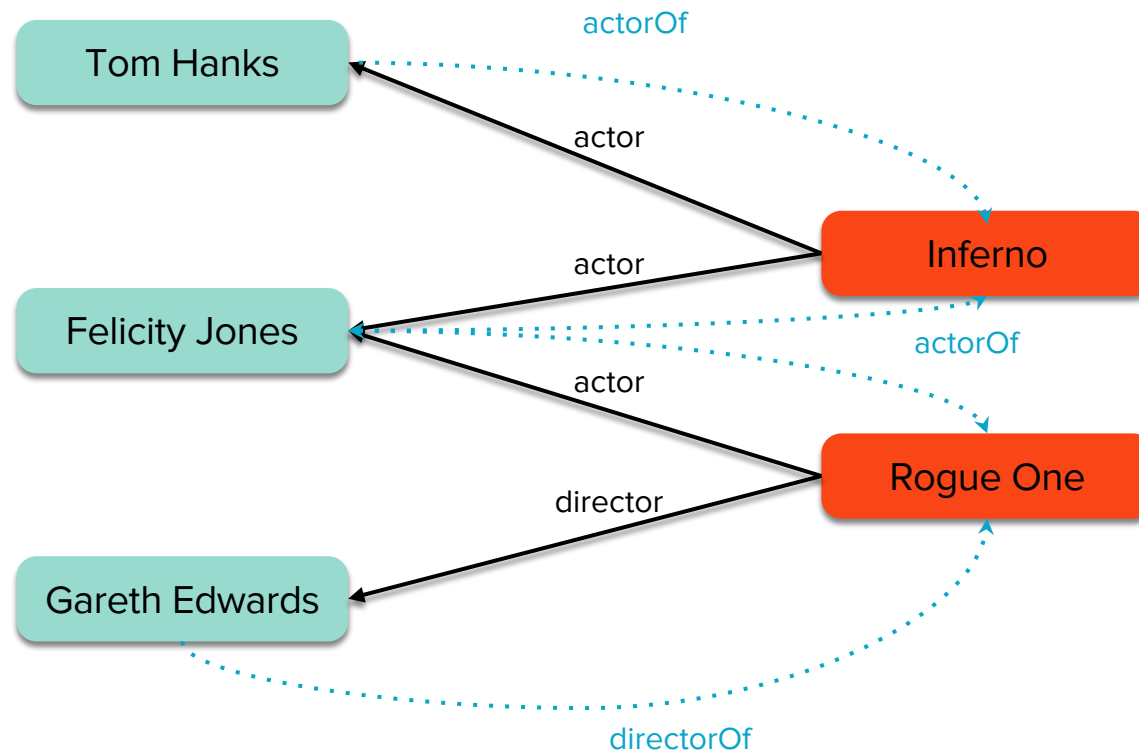 actorOf
Tom Hanks
actor
Inferno
actor
Felicity Jones
actorOf
actor
Rogue One
director
Gareth Edwards
directorOf